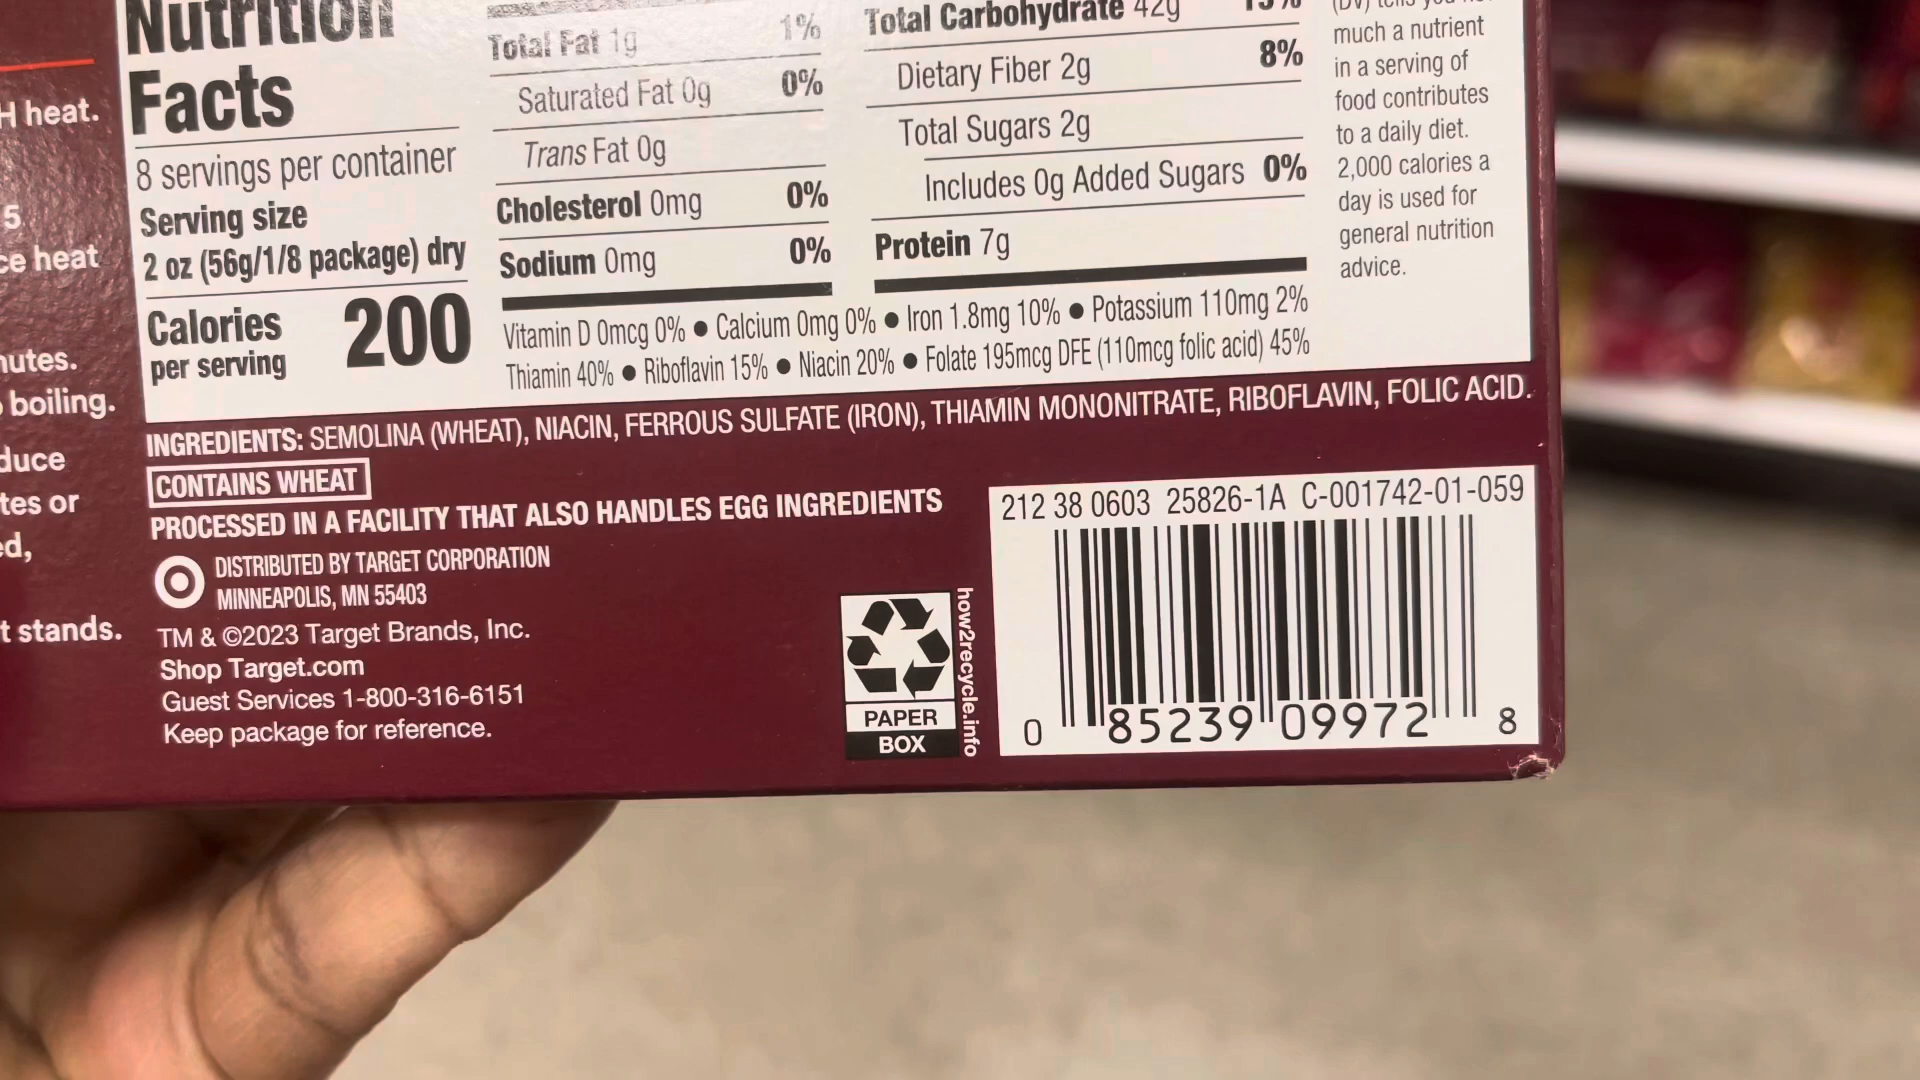 H heat.
5
ce heat
nutes.
boiling.
duce
tes or
ed,
t stands.
Nutrition
Facts
8 servings per container
Serving size
2 oz (56g/1/8 package) dry
Calories
per serving
200
Total Fat 1g 1%
Saturated Fat 0g 0%
Trans Fat 0g
Cholesterol 0mg 0%
Sodium 0mg 0%
Total Carbohydrate 42g
Dietary Fiber 2g 8%
Total Sugars 2g
Includes 0g Added Sugars 0%
Protein 7g
Vitamin D 0mcg 0% ● Calcium 0mg 0% ● Iron 1.8mg 10% ● Potassium 110mg 2%
Thiamin 40% ● Riboflavin 15% ● Niacin 20% ● Folate 195mcg DFE (110mcg folic acid) 45%
much a nutrient
in a serving of
food contributes
to a daily diet.
2,000 calories a
day is used for
general nutrition
advice.
INGREDIENTS: SEMOLINA (WHEAT), NIACIN, FERROUS SULFATE (IRON), THIAMIN MONONITRATE, RIBOFLAVIN, FOLIC ACID.
CONTAINS WHEAT
PROCESSED IN A FACILITY THAT ALSO HANDLES EGG INGREDIENTS
DISTRIBUTED BY TARGET CORPORATION
MINNEAPOLIS, MN 55403
TM & ©2023 Target Brands, Inc.
Shop Target.com
Guest Services 1-800-316-6151
Keep package for reference.
PAPER
BOX
how2recycle.info
212 38 0603 25826-1A C-001742-01-059
0 85239 09972 8